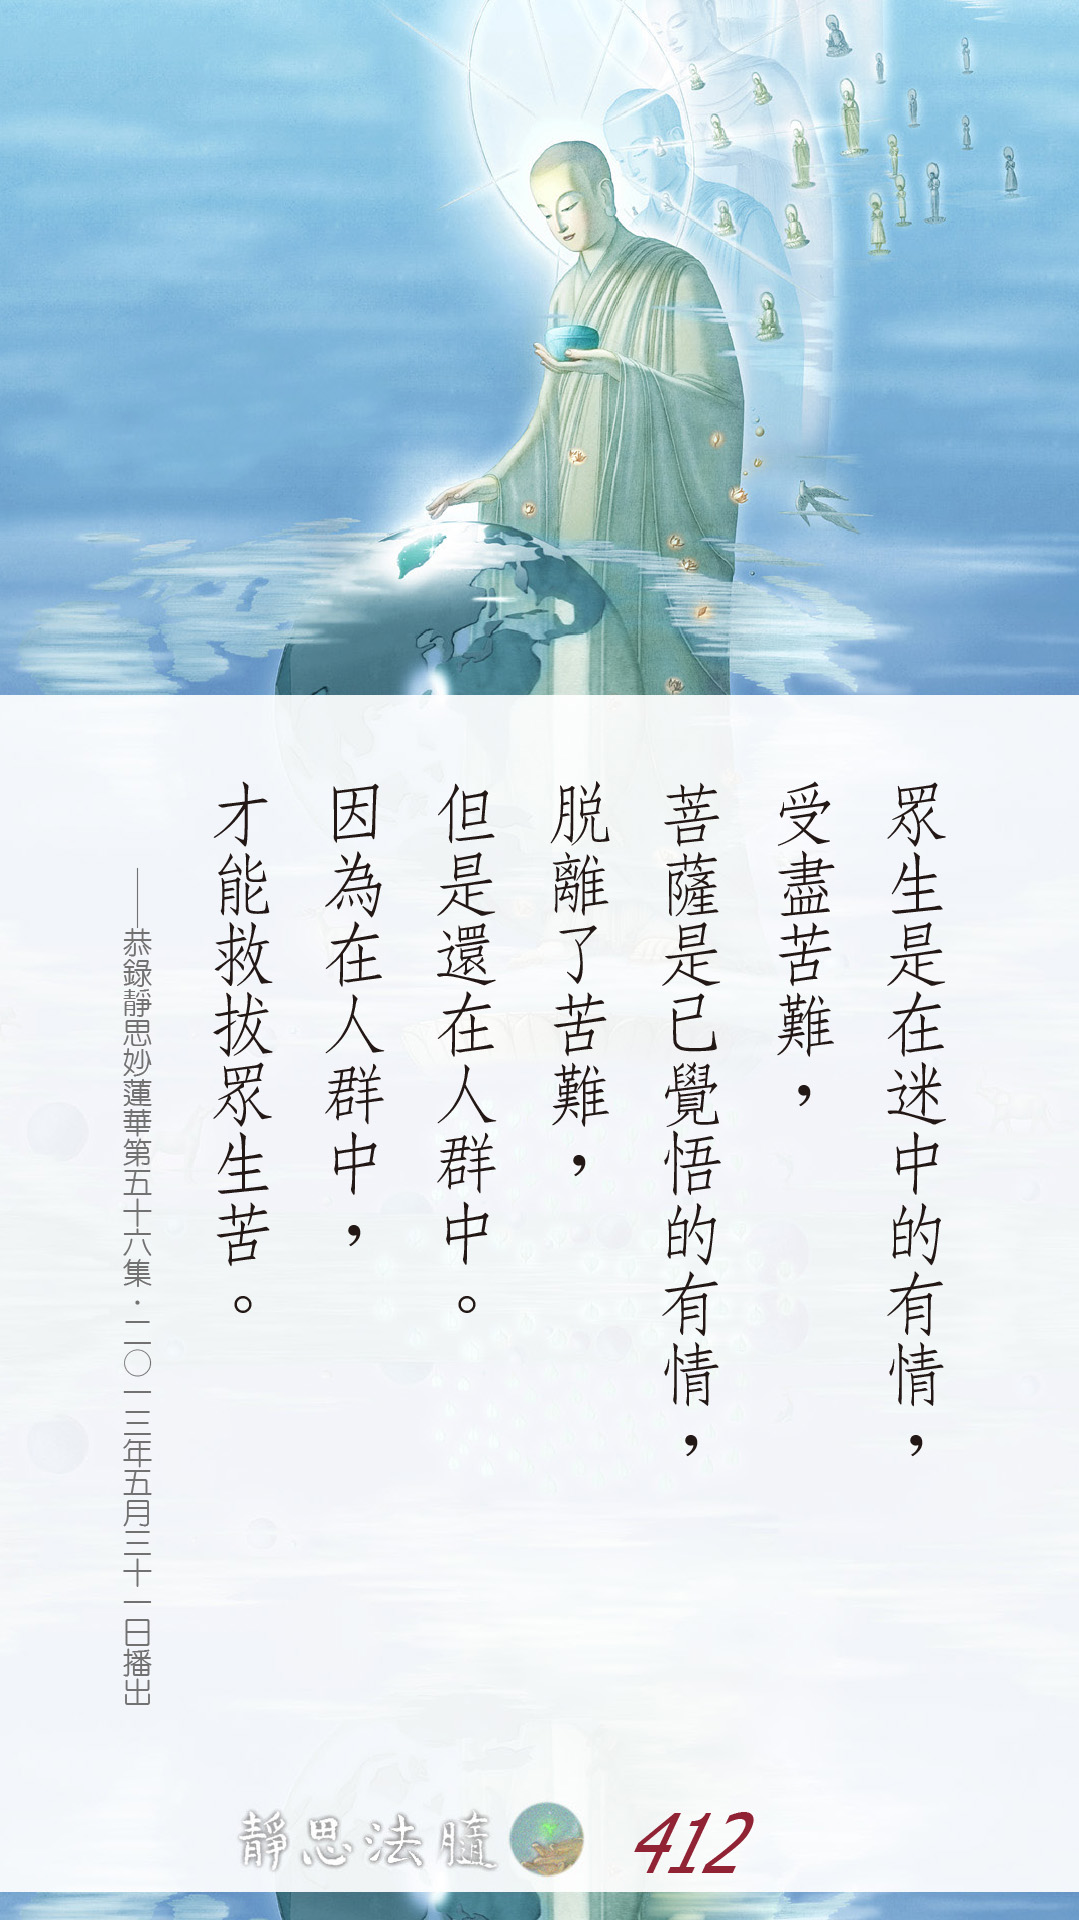 眾生是在迷中的有情，
受盡苦難，
菩薩是已覺悟的有情，
脱離了苦難，
但是還在人群中。
因為在人群中，
才能救拔眾生苦。
——恭錄靜思妙蓮華第五十六集．二〇一三年五月三十一日播出
靜思法髓
412